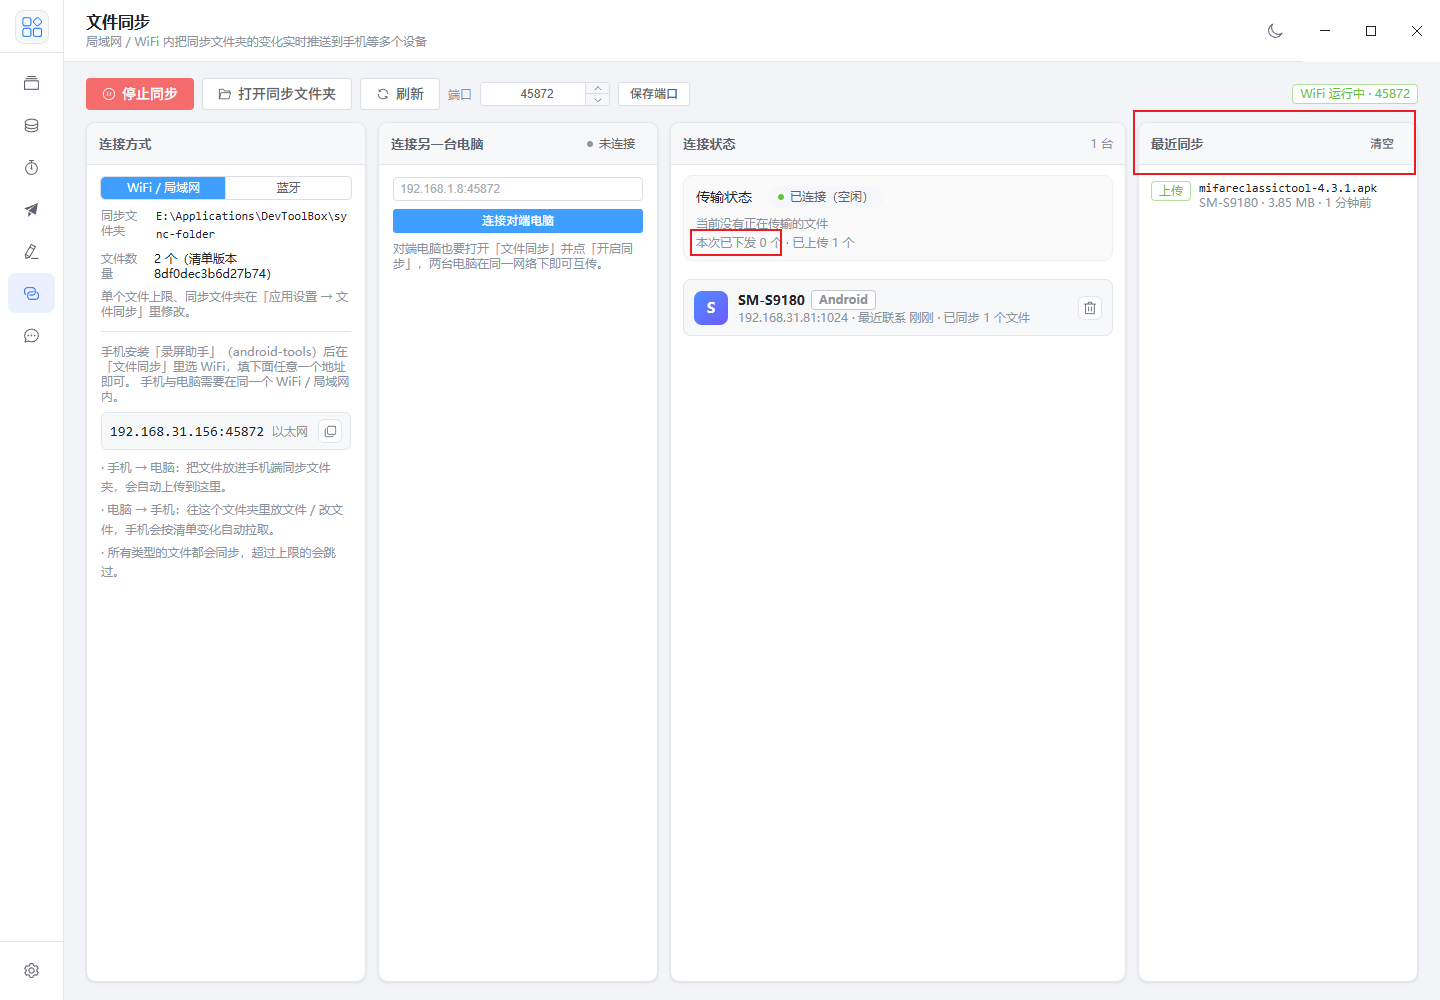 文件同步
局域网 / WiFi 内把同步文件夹的变化实时推送到手机等多个设备
停止同步
打开同步文件夹
刷新
端口
45872
保存端口
WiFi 运行中 · 45872
连接方式
WiFi / 局域网
蓝牙
同步文件夹
E:\Applications\DevToolBox\sy
nc-folder
文件数量
2 个（清单版本
8df0dec3b6d27b74）
单个文件上限、同步文件夹在「应用设置 → 文
件同步」里修改。
手机安装「录屏助手」（android-tools）后在
「文件同步」里选 WiFi，填下面任意一个地址
即可。 手机与电脑需要在同一个 WiFi / 局域网
内。
192.168.31.156:45872 以太网
· 手机 → 电脑：把文件放进手机端同步文件
夹，会自动上传到这里。
· 电脑 → 手机：往这个文件夹里放文件 / 改文
件，手机会按清单变化自动拉取。
· 所有类型的文件都会同步，超过上限的会跳
过。
连接另一台电脑
未连接
192.168.1.8:45872
连接对端电脑
对端电脑也要打开「文件同步」并点「开启同
步」，两台电脑在同一网络下即可互传。
连接状态
1 台
传输状态
已连接（空闲）
当前没有正在传输的文件
本次已下发 0 个 · 已上传 1 个
S
SM-S9180 Android
192.168.31.81:1024 · 最近联系 刚刚 · 已同步 1 个文件
最近同步
清空
上传
mifareclassictool-4.3.1.apk
SM-S9180 · 3.85 MB · 1 分钟前